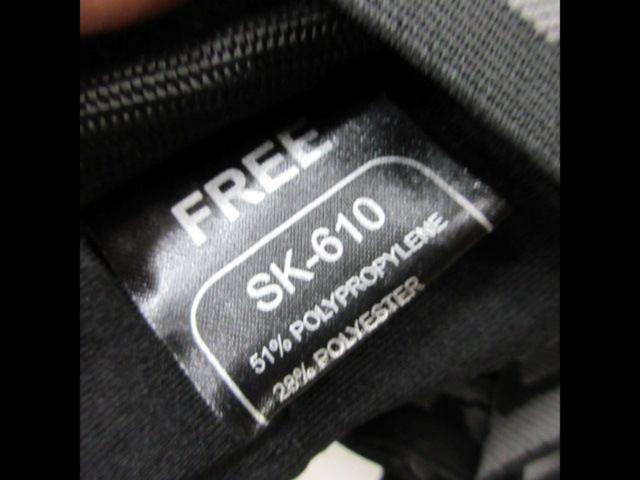 FREE
SK-610
51% POLYPROPYLENE
28% POLYESTER